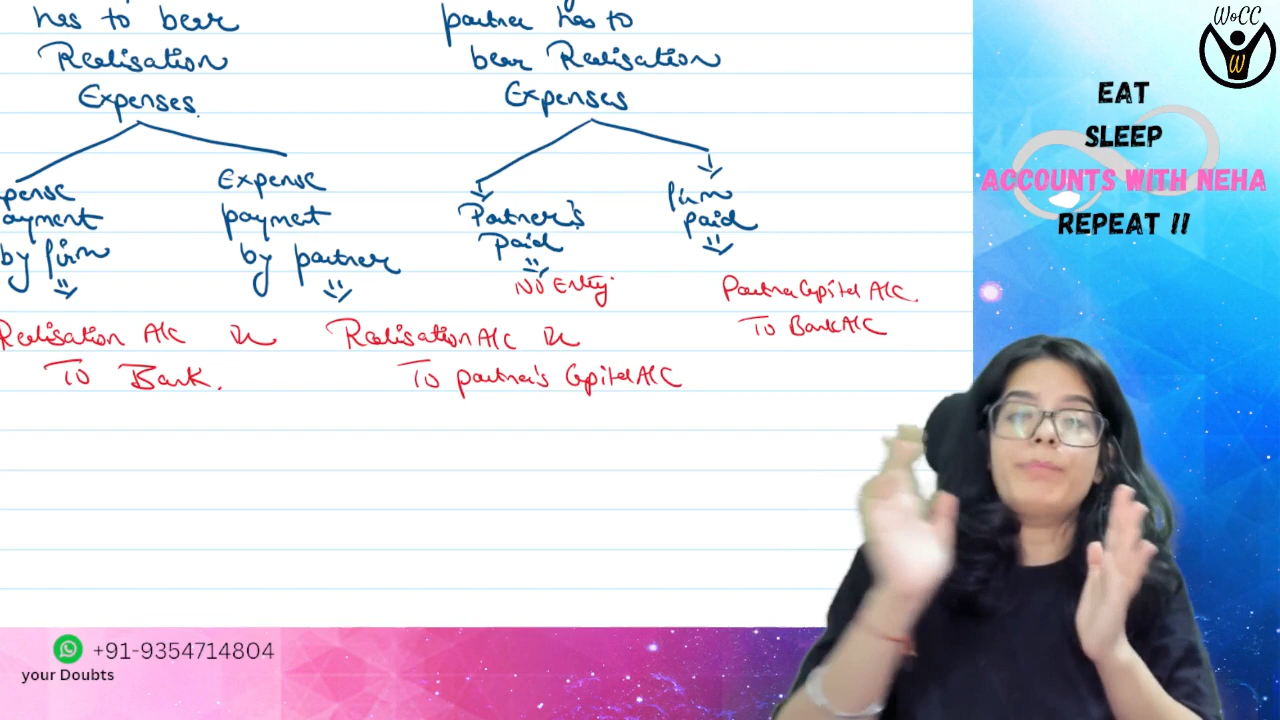 has to bear
Realisation
Expenses.
pense
ayment
by firm
Expense
payment
by partner
Realisation A/c Dr
To Bank.
Realisation A/c Dr
To partner's Capital A/c
partner has to
bear Realisation
Expenses
Partner's
Paid
No Entry
firm
paid
Partner Capital A/c
To Bank A/c
WoCC
W
EAT
SLEEP
ACCOUNTS WITH NEHA
REPEAT !!
+91-9354714804
your Doubts